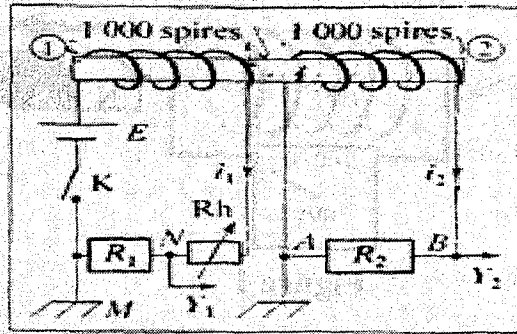 1 000 spires 1 000 spires
1 2
E
K i₁ i₂
Rh
R₁ N A R₂ B
M Y₁ Y₂